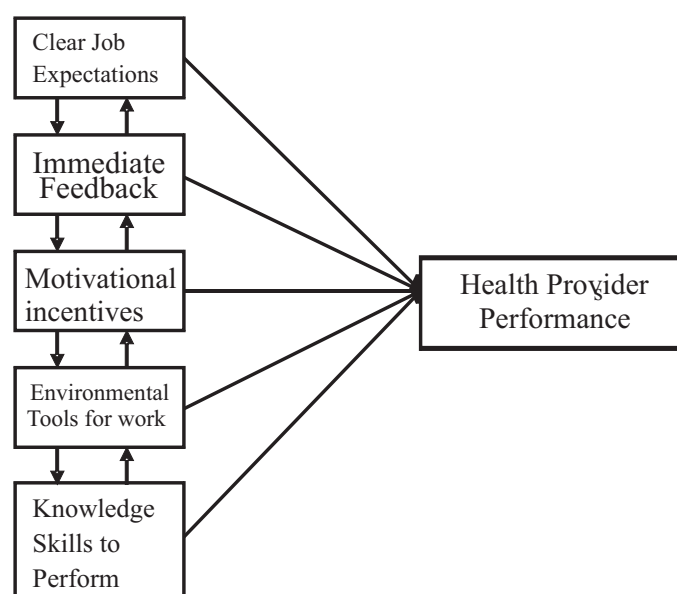 Clear Job
Expectations
Immediate
Feedback
Motivational
incentives
Environmental
Tools for work
Knowledge
Skills to
Perform
Health Provider
Performance